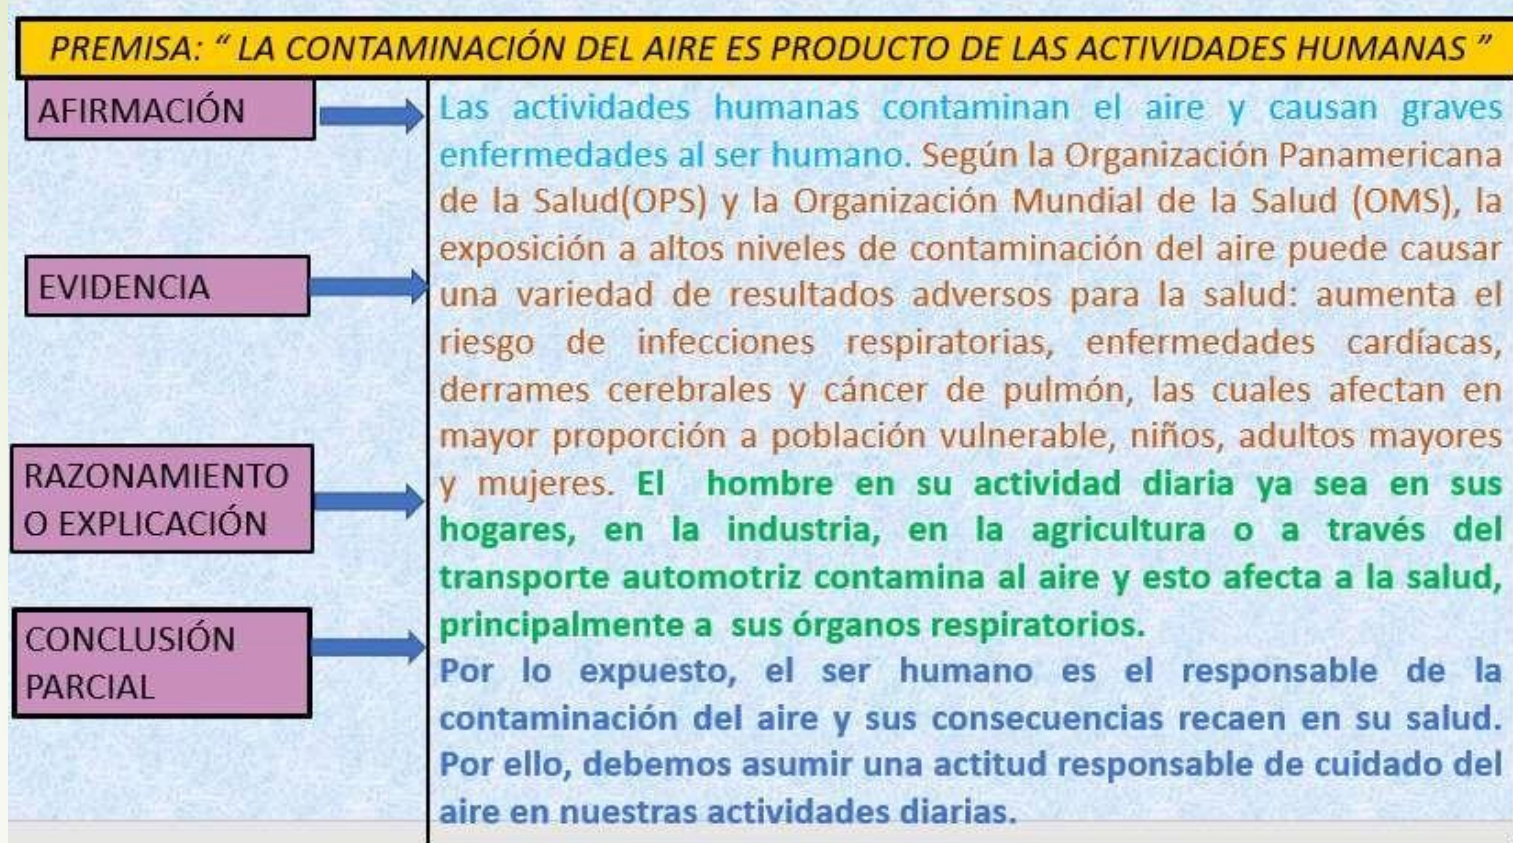 PREMISA: “ LA CONTAMINACIÓN DEL AIRE ES PRODUCTO DE LAS ACTIVIDADES HUMANAS ”
AFIRMACIÓN
Las actividades humanas contaminan el aire y causan graves
enfermedades al ser humano. Según la Organización Panamericana
de la Salud(OPS) y la Organización Mundial de la Salud (OMS), la
exposición a altos niveles de contaminación del aire puede causar
EVIDENCIA
una variedad de resultados adversos para la salud: aumenta el
riesgo de infecciones respiratorias, enfermedades cardíacas,
derrames cerebrales y cáncer de pulmón, las cuales afectan en
mayor proporción a población vulnerable, niños, adultos mayores
RAZONAMIENTO
O EXPLICACIÓN
y mujeres. El hombre en su actividad diaria ya sea en sus
hogares, en la industria, en la agricultura o a través del
transporte automotriz contamina al aire y esto afecta a la salud,
principalmente a sus órganos respiratorios.
CONCLUSIÓN
PARCIAL
Por lo expuesto, el ser humano es el responsable de la
contaminación del aire y sus consecuencias recaen en su salud.
Por ello, debemos asumir una actitud responsable de cuidado del
aire en nuestras actividades diarias.